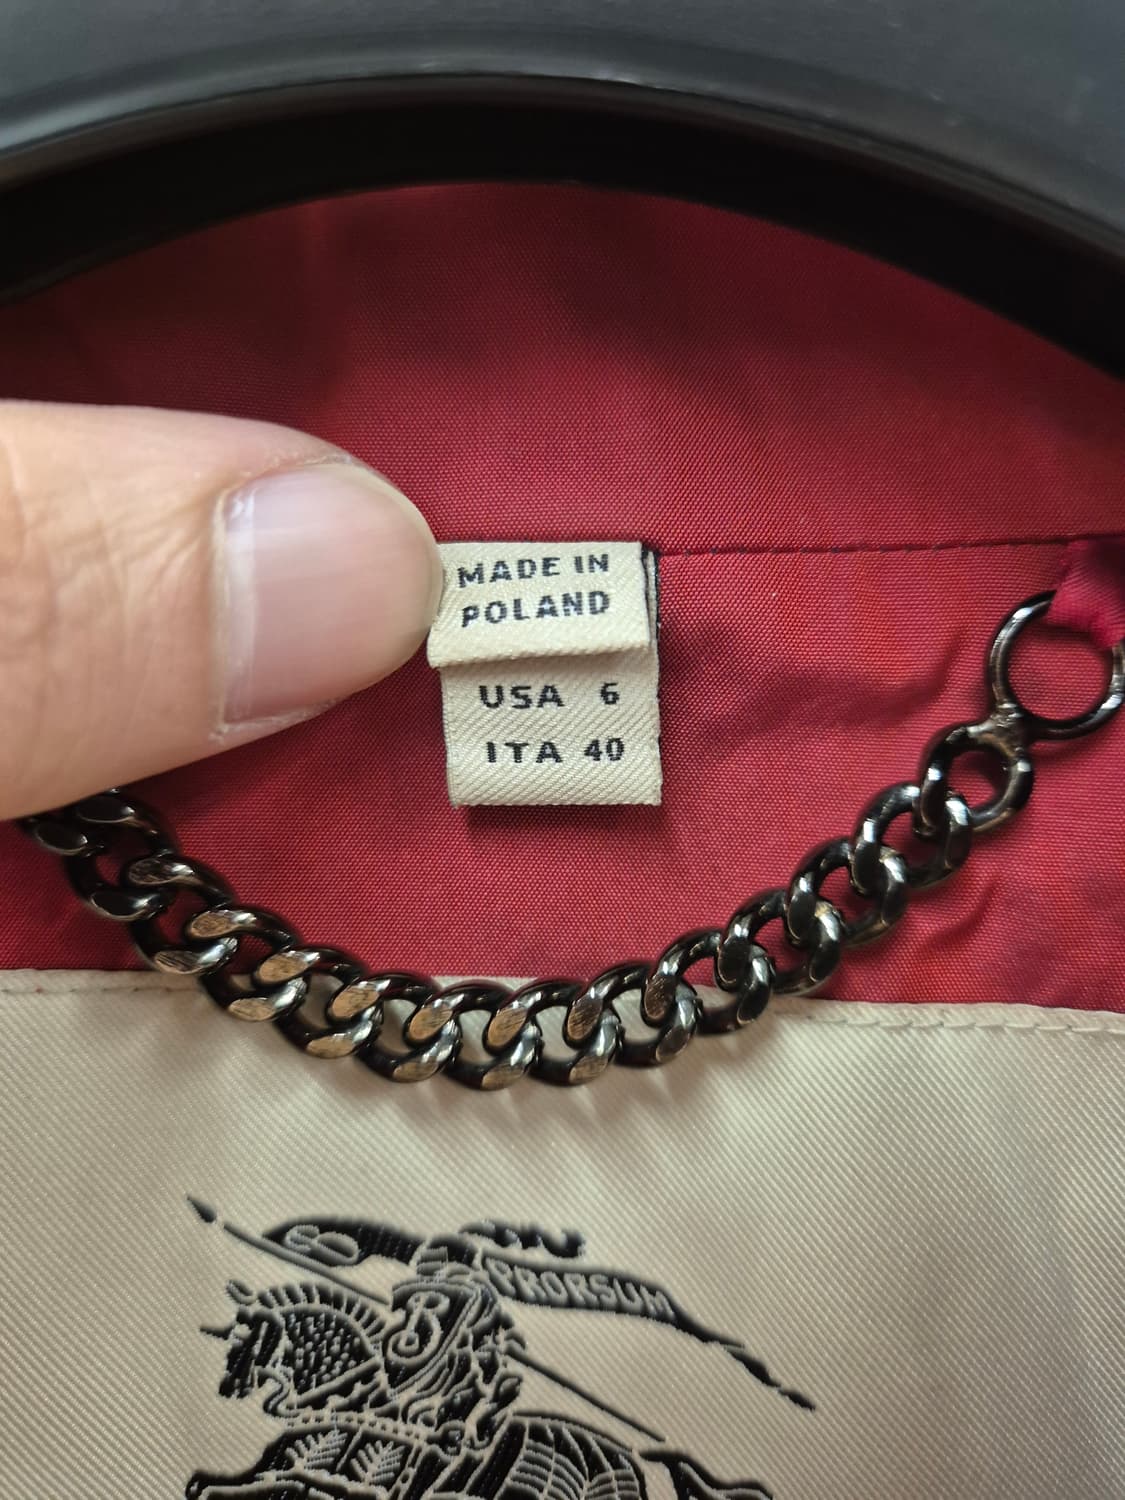 MADE IN
POLAND
USA 6
ITA 40
PRORSUM
B